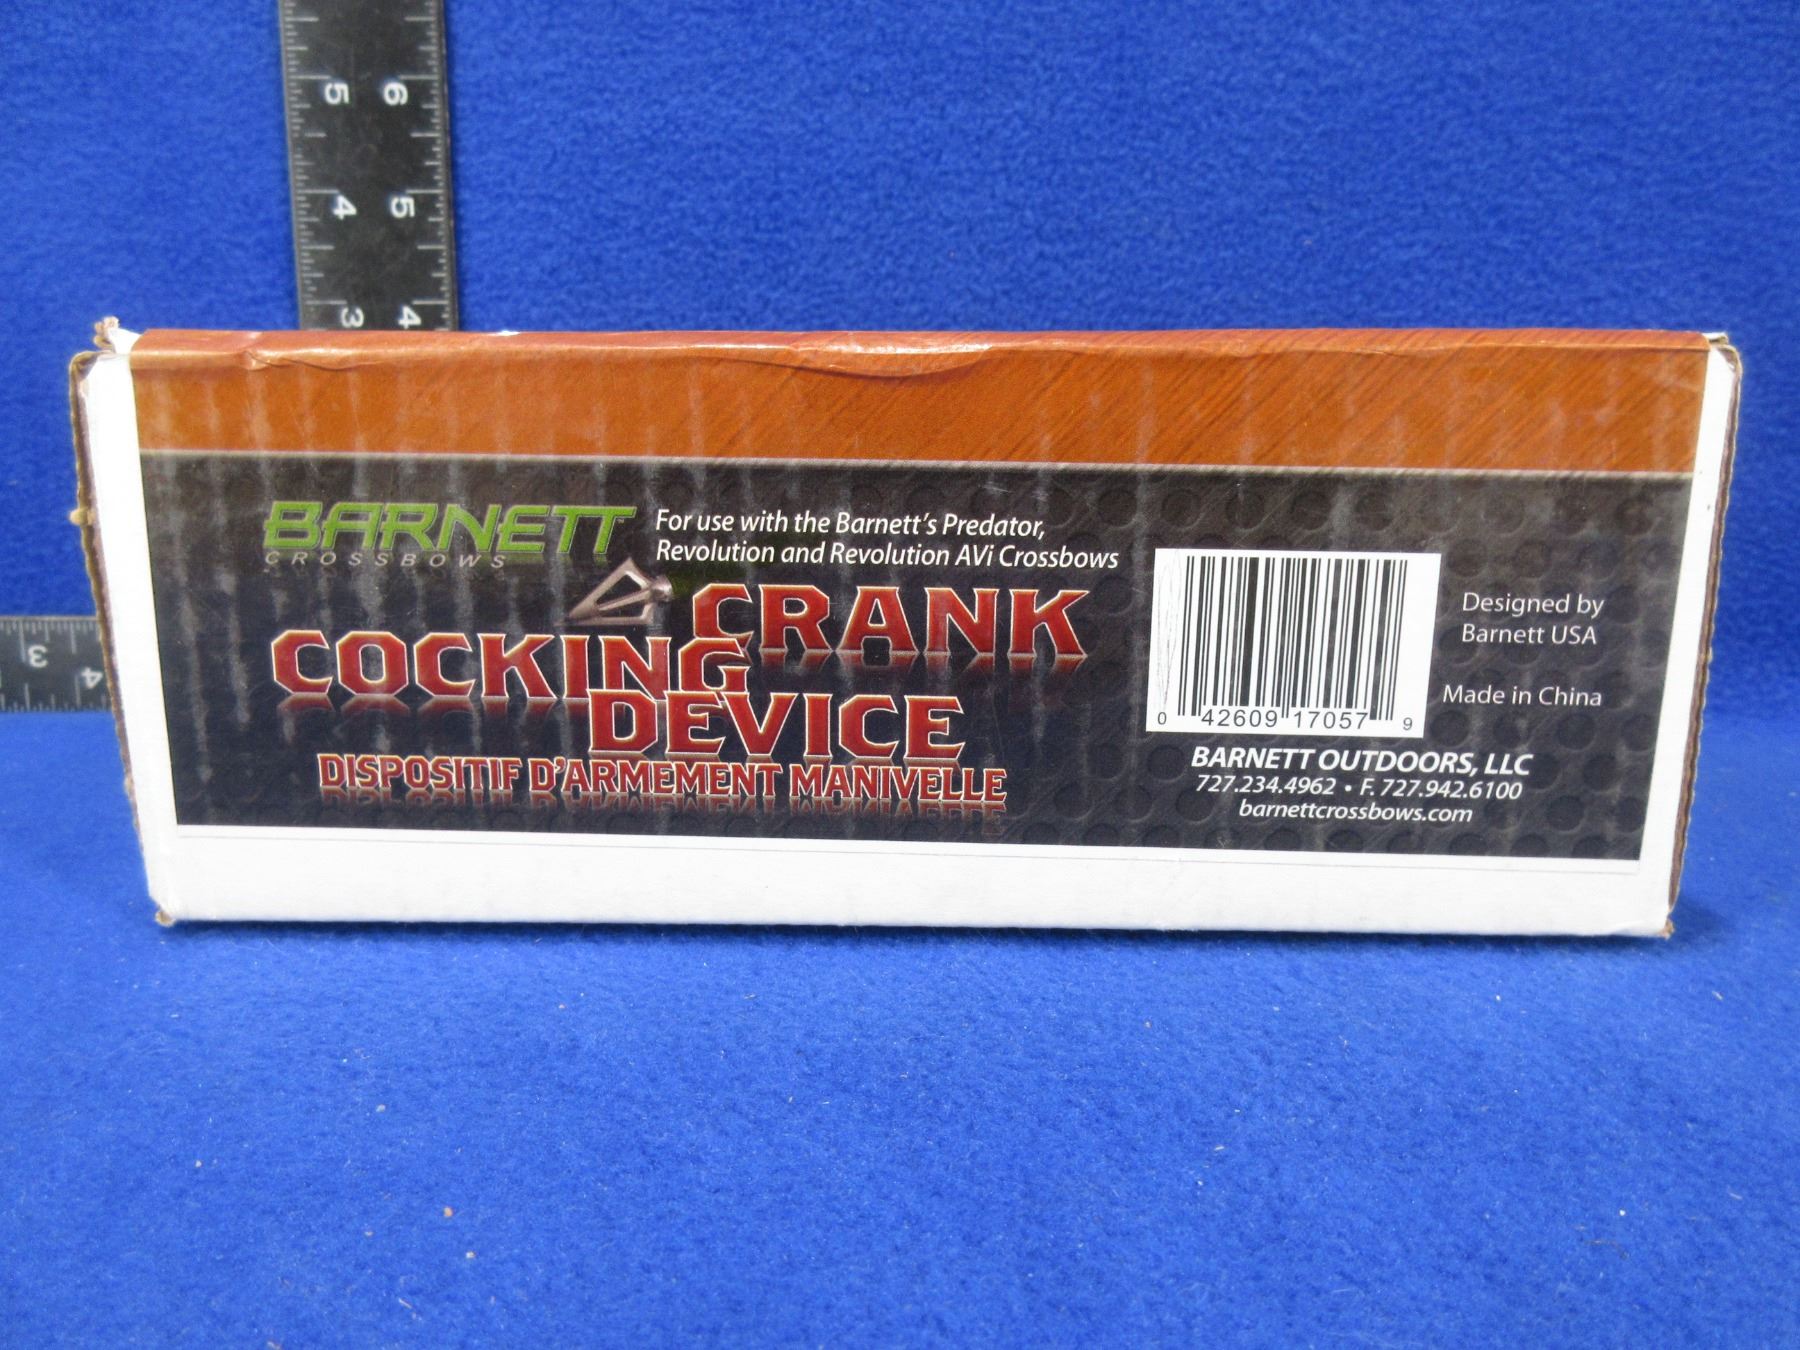 5 6
4 5
3 4
3
4
BARNETT
CROSSBOWS
For use with the Barnett's Predator,
Revolution and Revolution AVi Crossbows
CRANK
COCKING
DEVICE
DISPOSITIF D'ARMEMENT MANIVELLE
0 42609 17057 9
Designed by
Barnett USA
Made in China
BARNETT OUTDOORS, LLC
727.234.4962 • F. 727.942.6100
barnettcrossbows.com